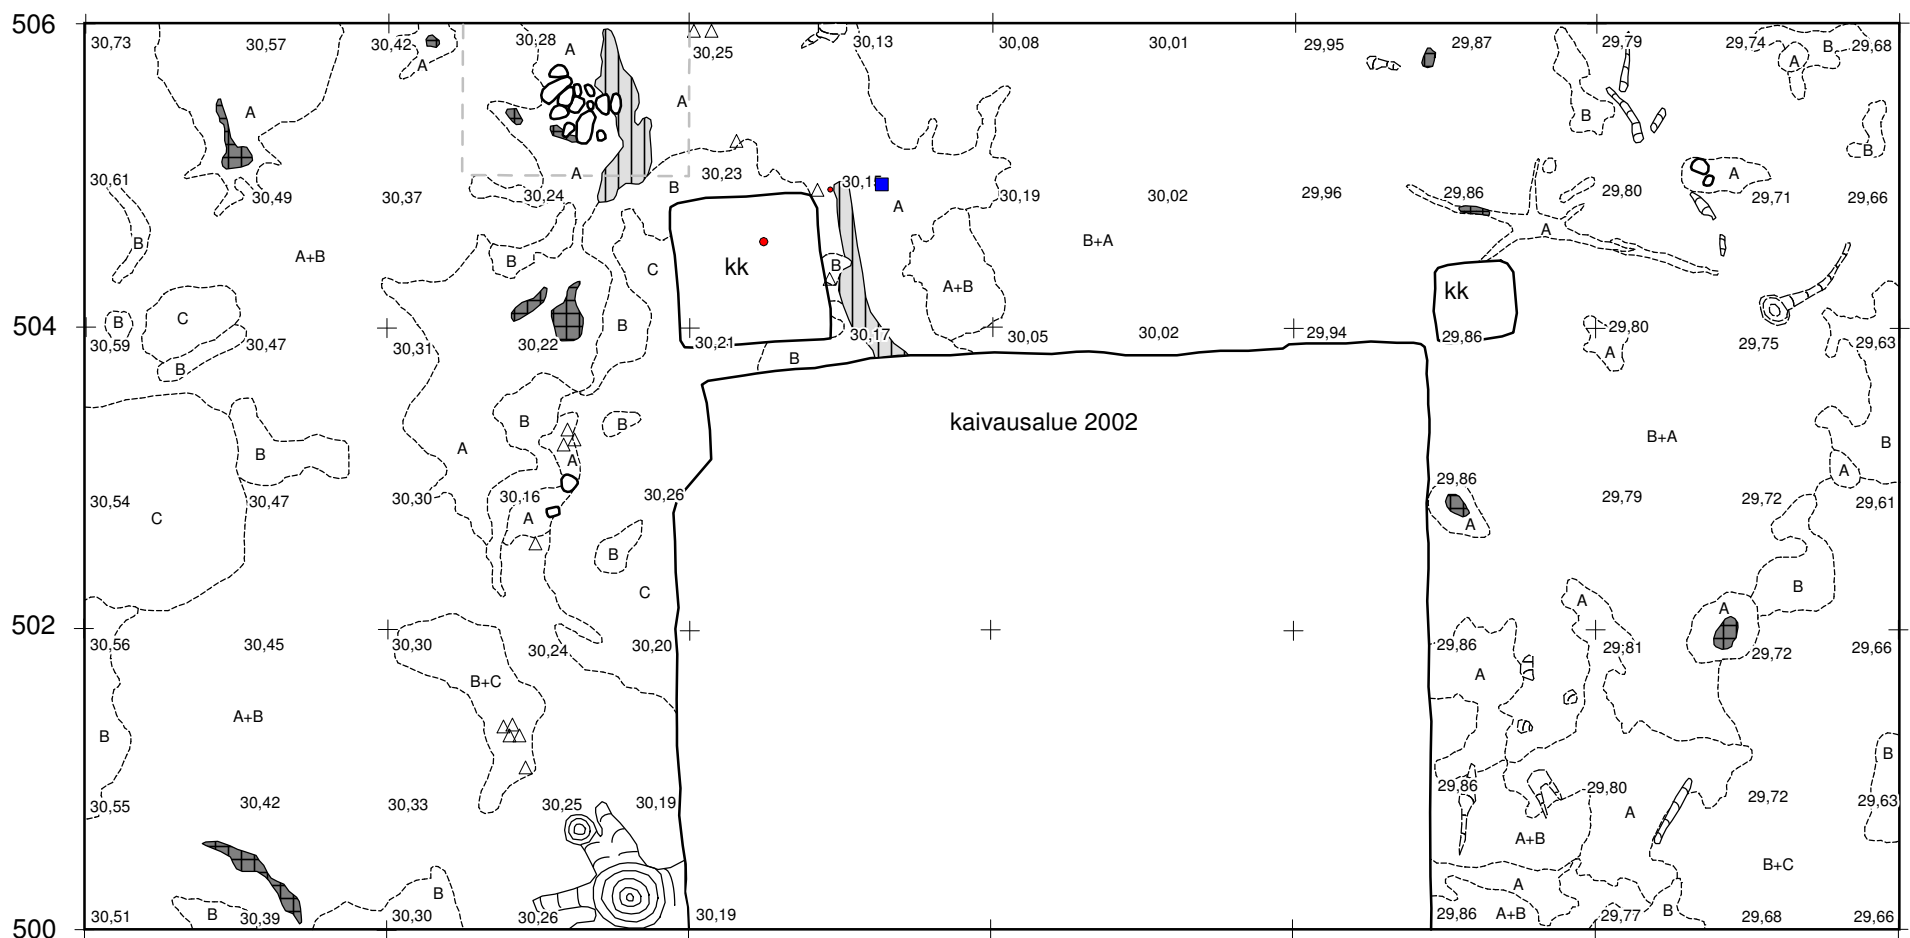 506
30,73 30,57 30,42 30,28 30,25 30,13 30,08 30,01 29,95 29,87 29,79 29,74 29,68
A B
A A
A A B
B
30,61 30,49 30,37 30,24 A 30,23 30,15 30,19 30,02 29,96 29,86 29,80 A 29,71 29,66
B A
B A+B B C B+A A
kk B A+B kk
504 B C B
30,59 30,47 30,31 30,22 30,21 30,17 30,05 30,02 29,94 29,86 29,80 29,75 29,63
B B A
B B kaivausalue 2002
B A A B+A B
A
30,54 30,47 30,30 30,16 30,26 29,86 29,79 29,72 29,61
C A A
B
C A A B
502
30,56 30,45 30,30 30,24 30,20 29,86 29,81 29,72 29,66
B+C A
A+B
B B
30,55 30,42 30,33 30,25 30,19 29,86 29,80 29,72 29,63
A
A+B
B+C
B A
500 30,51 B 30,39 30,30 30,26 30,19 29,86 A+B 29,77 B 29,68 29,66